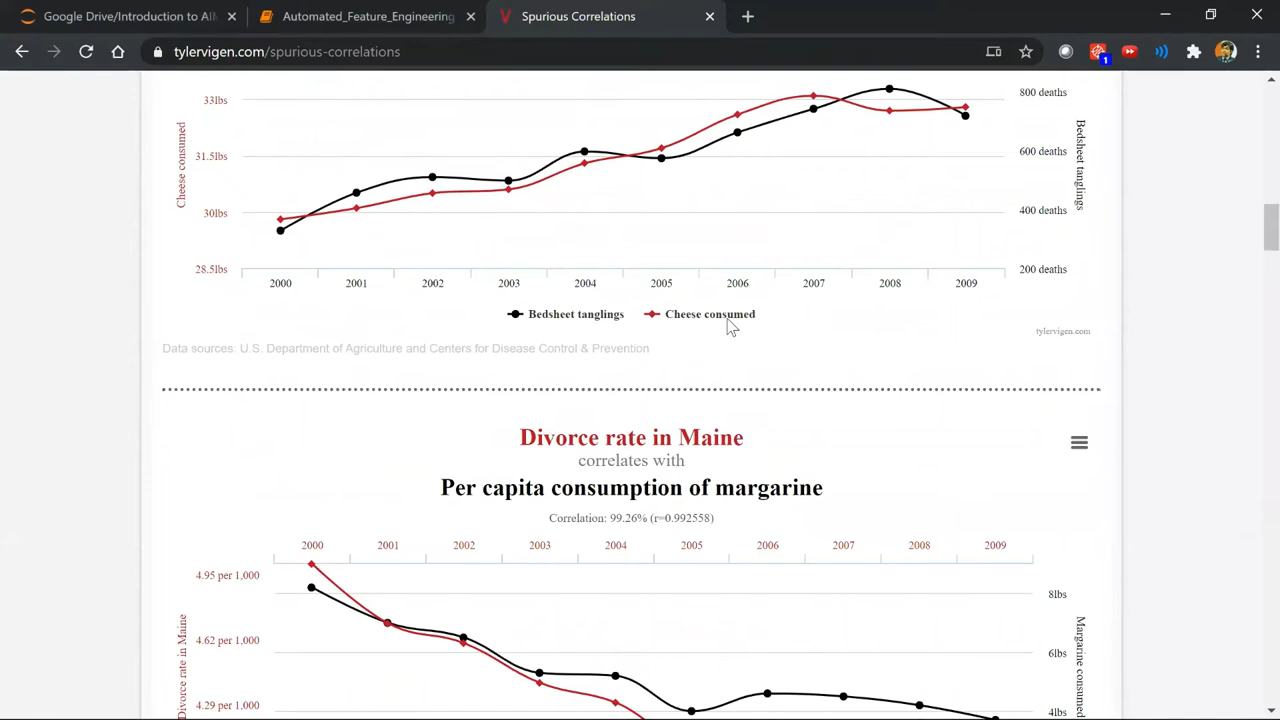 Google Drive/Introduction to AI
Automated_Feature_Engineering
Spurious Correlations
tylervigen.com/spurious-correlations
1
33lbs
31.5lbs
30lbs
28.5lbs
Cheese consumed
800 deaths
600 deaths
400 deaths
200 deaths
Bedsheet tanglings
2000 2001 2002 2003 2004 2005 2006 2007 2008 2009
Bedsheet tanglings Cheese consumed
tylervigen.com
Data sources: U.S. Department of Agriculture and Centers for Disease Control & Prevention
Divorce rate in Maine
correlates with
Per capita consumption of margarine
Correlation: 99.26% (r=0.992558)
2000 2001 2002 2003 2004 2005 2006 2007 2008 2009
4.95 per 1,000
4.62 per 1,000
4.29 per 1,000
Divorce rate in Maine
8lbs
6lbs
4lbs
Margarine consumed